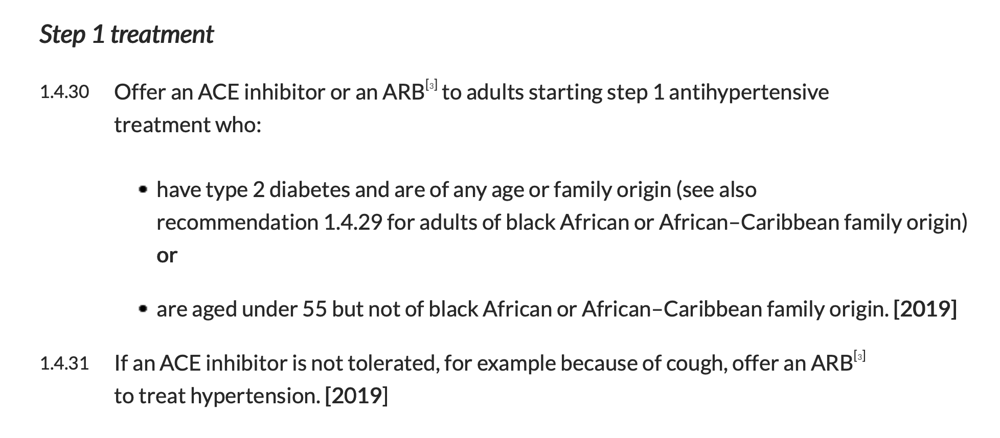 Step 1 treatment
1.4.30 Offer an ACE inhibitor or an ARB[3] to adults starting step 1 antihypertensive
treatment who:
• have type 2 diabetes and are of any age or family origin (see also
recommendation 1.4.29 for adults of black African or African–Caribbean family origin)
or
• are aged under 55 but not of black African or African–Caribbean family origin. [2019]
1.4.31 If an ACE inhibitor is not tolerated, for example because of cough, offer an ARB[3]
to treat hypertension. [2019]